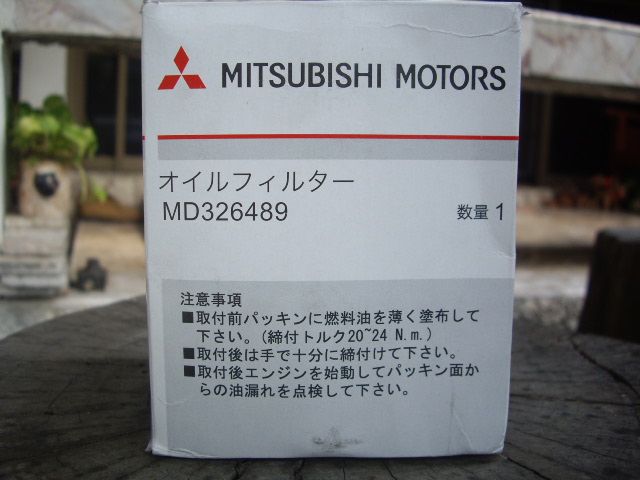 MITSUBISHI MOTORS
オイルフィルター
MD326489
数量 1
注意事項
■取付前パッキンに燃料油を薄く塗布して
下さい。(締付トルク20~24 N.m.)
■取付後は手で十分に締付けて下さい。
■取付後エンジンを始動してパッキン面か
らの油漏れを点検して下さい。